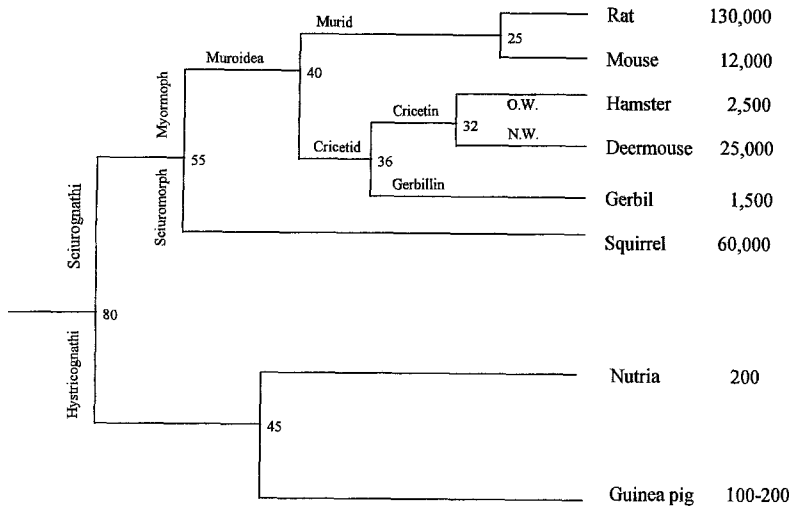 Murid
Rat 130,000
25
Muroidea
Mouse 12,000
40
Myormoph
Cricetin
O.W.
Hamster 2,500
32
N.W.
Cricetid
Deermouse 25,000
55
36
Gerbillin
Sciuromorph
Gerbil 1,500
Sciurognathi
Squirrel 60,000
80
Hystricognathi
Nutria 200
45
Guinea pig 100-200